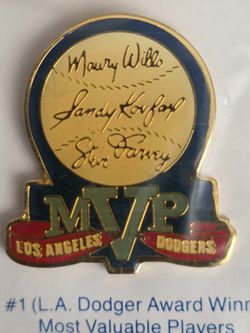 Maury Wills
Sandy Koufax
Steve Garvey
MVP
LOS ANGELES DODGERS
#1 (L.A. Dodger Award Winn
Most Valuable Players